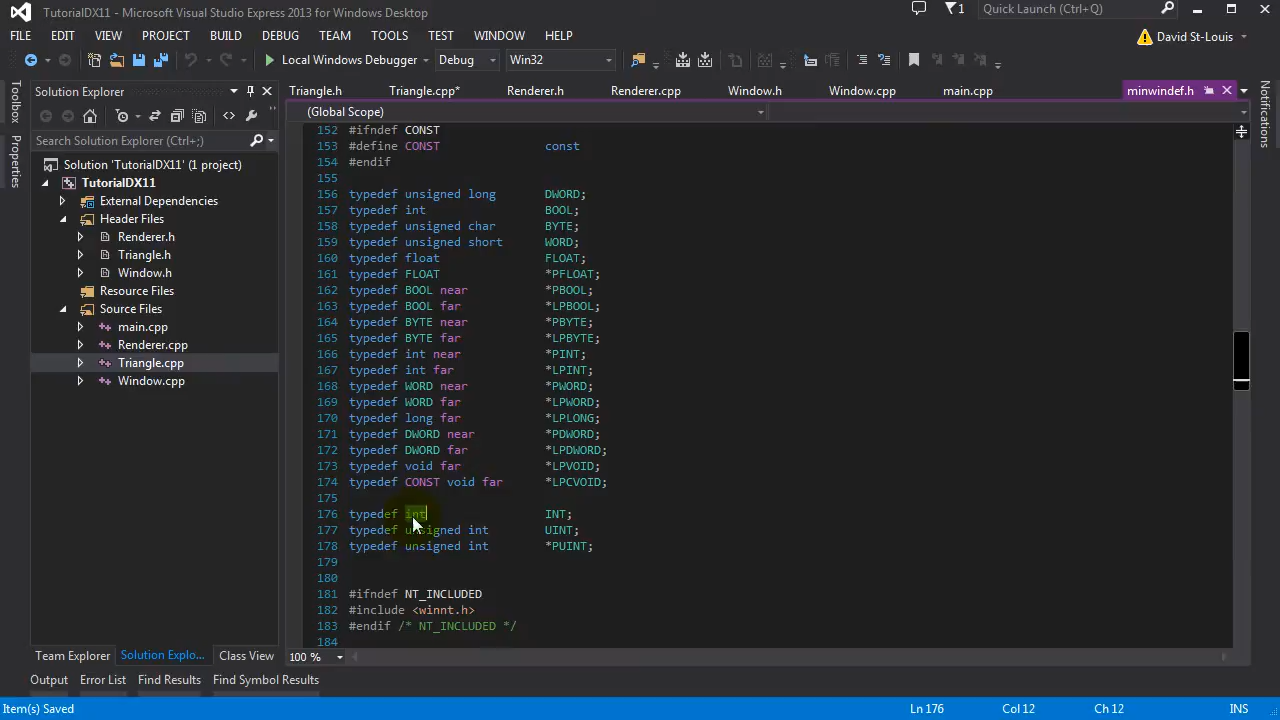 TutorialDX11 - Microsoft Visual Studio Express 2013 for Windows Desktop
1
Quick Launch (Ctrl+;)
FILE EDIT VIEW PROJECT BUILD DEBUG TEAM TOOLS TEST WINDOW HELP
David St-Louis
Local Windows Debugger
Debug
Win32
Toolbox
Properties
Solution Explorer
Search Solution Explorer (Ctrl+;)
Solution 'TutorialDX11' (1 project)
TutorialDX11
External Dependencies
Header Files
Renderer.h
Triangle.h
Window.h
Resource Files
Source Files
main.cpp
Renderer.cpp
Triangle.cpp
Window.cpp
Team Explorer
Solution Explo...
Class View
Triangle.h Triangle.cpp* Renderer.h Renderer.cpp Window.h Window.cpp main.cpp minwindef.h
(Global Scope)
152 #ifndef CONST
153 #define CONST const
154 #endif
155
156 typedef unsigned long DWORD;
157 typedef int BOOL;
158 typedef unsigned char BYTE;
159 typedef unsigned short WORD;
160 typedef float FLOAT;
161 typedef FLOAT *PFLOAT;
162 typedef BOOL near *PBOOL;
163 typedef BOOL far *LPBOOL;
164 typedef BYTE near *PBYTE;
165 typedef BYTE far *LPBYTE;
166 typedef int near *PINT;
167 typedef int far *LPINT;
168 typedef WORD near *PWORD;
169 typedef WORD far *LPWORD;
170 typedef long far *LPLONG;
171 typedef DWORD near *PDWORD;
172 typedef DWORD far *LPDWORD;
173 typedef void far *LPVOID;
174 typedef CONST void far *LPCVOID;
175
176 typedef int INT;
177 typedef unsigned int UINT;
178 typedef unsigned int *PUINT;
179
180
181 #ifndef NT_INCLUDED
182 #include <winnt.h>
183 #endif /* NT_INCLUDED */
184
100 %
Notifications
Output Error List Find Results Find Symbol Results
Item(s) Saved
Ln 176 Col 12 Ch 12 INS